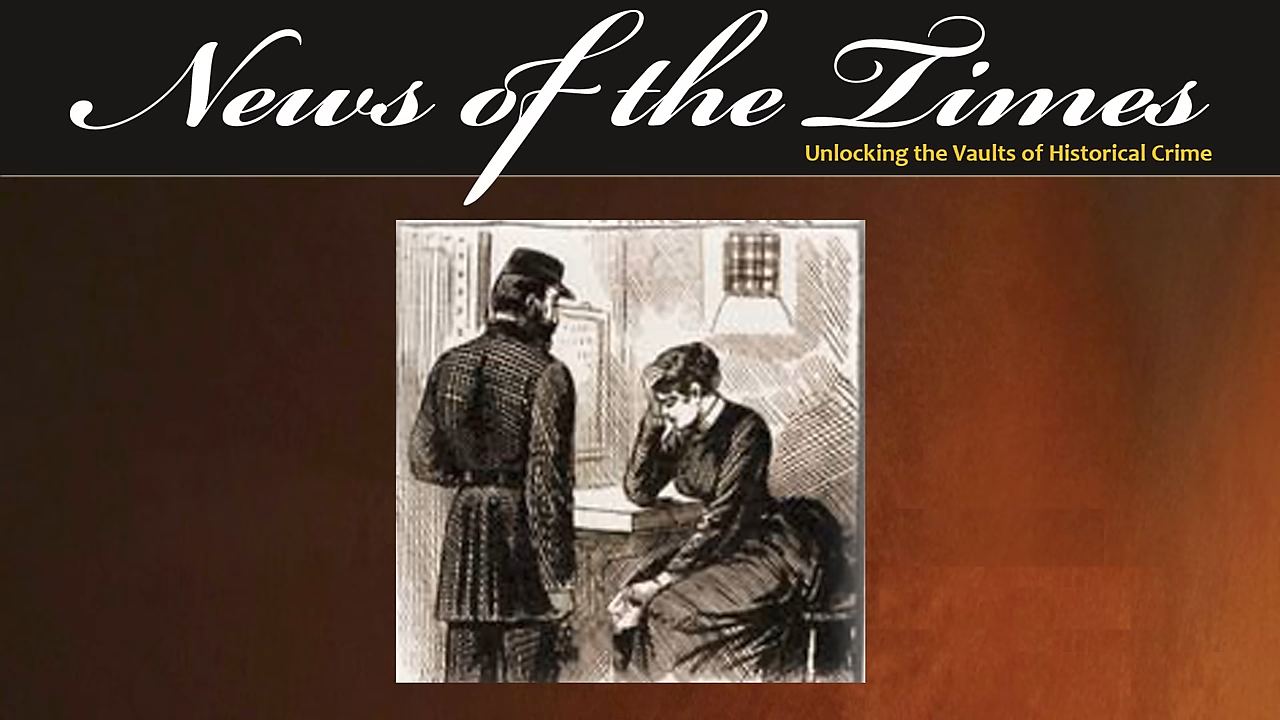 News of the Times
Unlocking the Vaults of Historical Crime